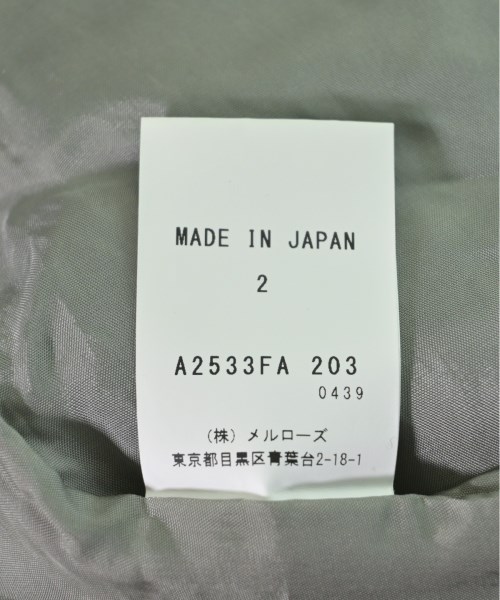 MADE IN JAPAN
2
A2533FA 203
0439
(株) メルローズ
東京都目黒区青葉台2-18-1